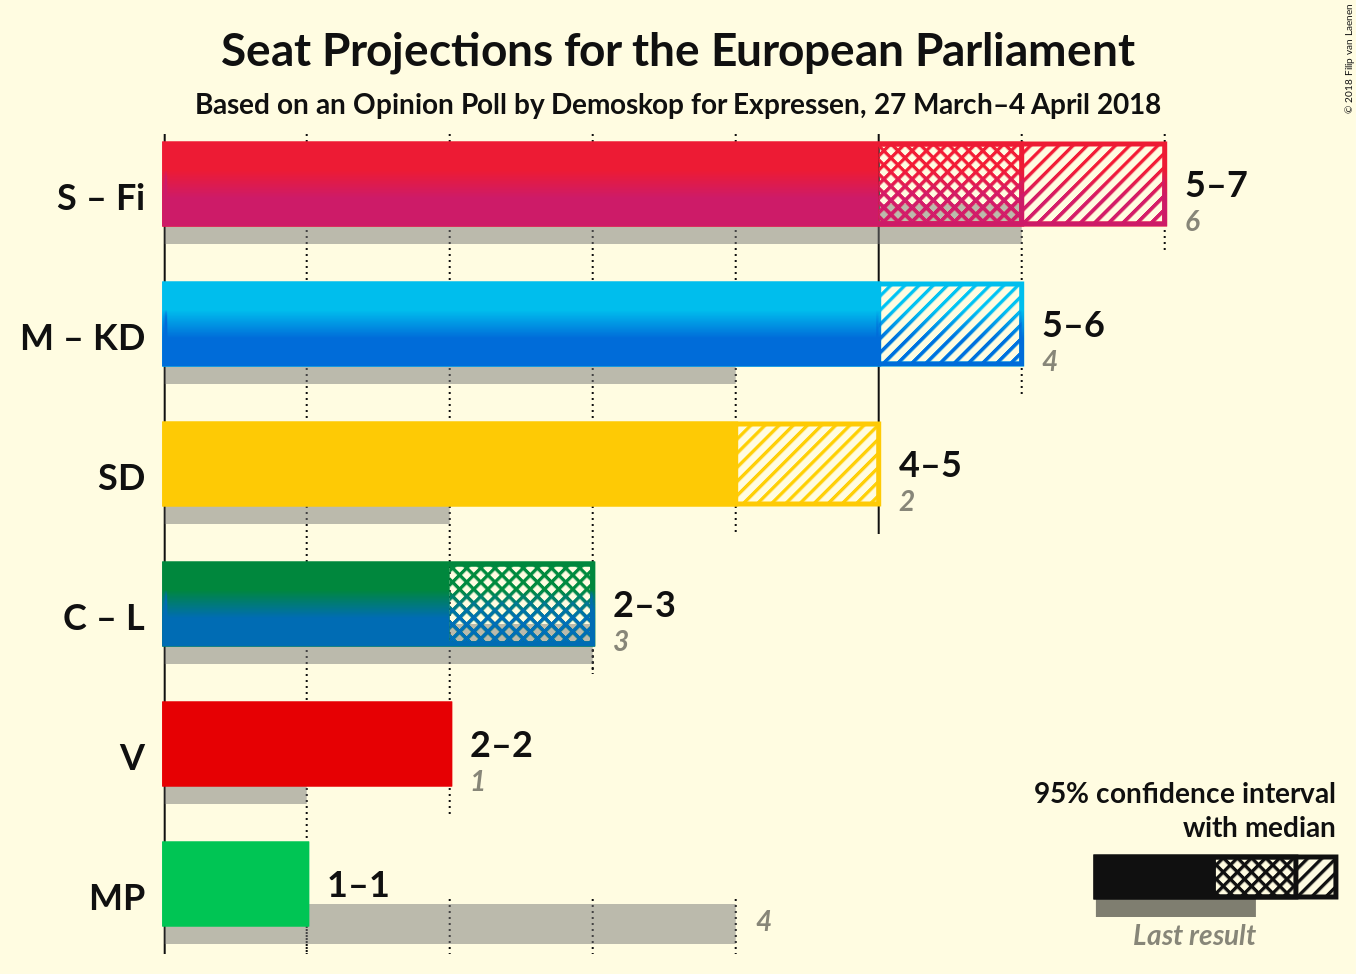 Seat Projections for the European Parliament
Based on an Opinion Poll by Demoskop for Expressen, 27 March–4 April 2018
© 2018 Filip van Laenen
S – Fi
5–7
6
M – KD
5–6
4
SD
4–5
2
C – L
2–3
3
V
2–2
1
MP
1–1
4
95% confidence interval
with median
Last result